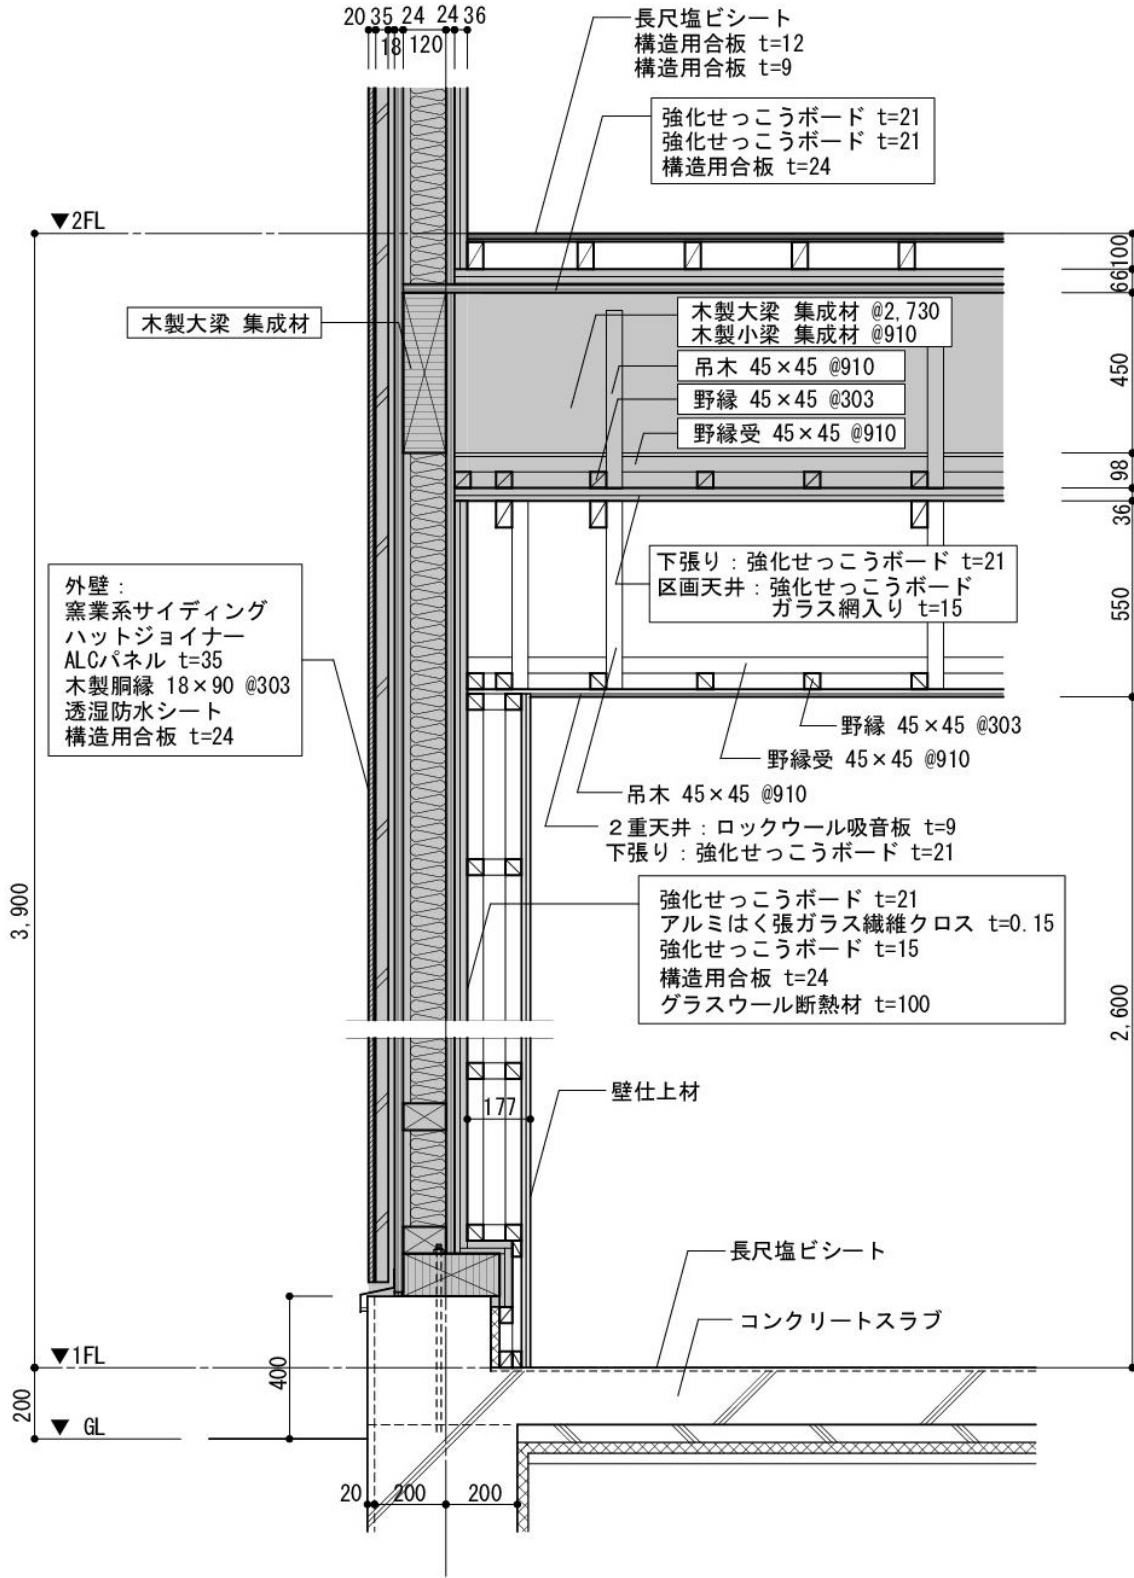 20 35 24 24 36
18 120
長尺塩ビシート
構造用合板 t=12
構造用合板 t=9
強化せっこうボード t=21
強化せっこうボード t=21
構造用合板 t=24
▼2FL
100
66
木製大梁 集成材
木製大梁 集成材 @2,730
木製小梁 集成材 @910
吊木 45×45 @910
野縁 45×45 @303
野縁受 45×45 @910
450
98
36
下張り：強化せっこうボード t=21
区画天井：強化せっこうボード
ガラス網入り t=15
550
外壁：
窯業系サイディング
ハットジョイナー
ALCパネル t=35
木製胴縁 18×90 @303
透湿防水シート
構造用合板 t=24
野縁 45×45 @303
野縁受 45×45 @910
吊木 45×45 @910
２重天井：ロックウール吸音板 t=9
下張り：強化せっこうボード t=21
3,900
強化せっこうボード t=21
アルミはく張ガラス繊維クロス t=0.15
強化せっこうボード t=15
構造用合板 t=24
グラスウール断熱材 t=100
2,600
壁仕上材
177
長尺塩ビシート
コンクリートスラブ
▼1FL
400
200
▼ GL
20 200 200